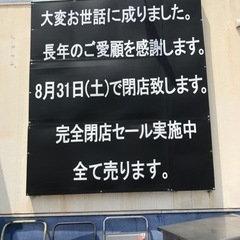 大変お世話に成りました。
長年のご愛顧を感謝します。
8月31日(土)で閉店致します。
完全閉店セール実施中
全て売ります。